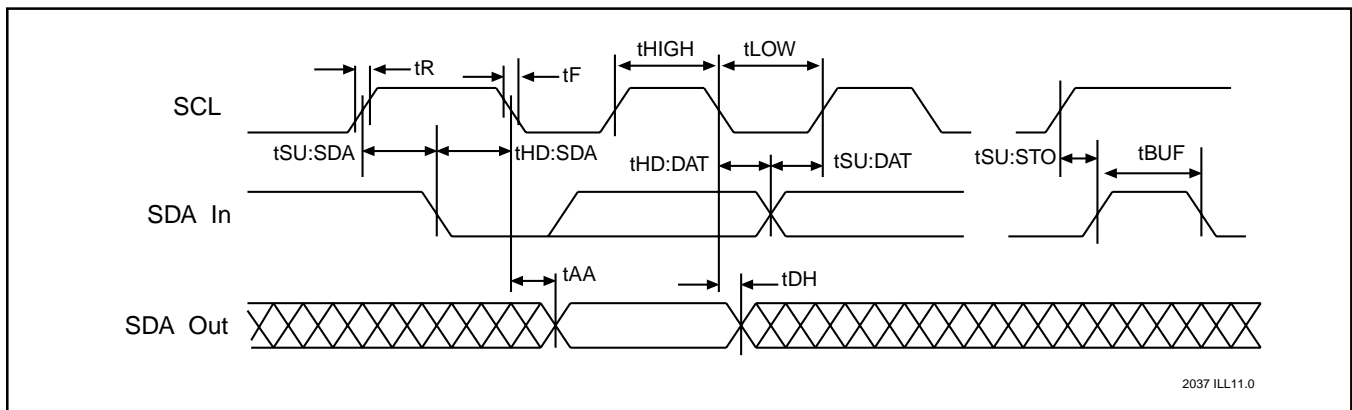 tHIGH tLOW
tR tF
SCL
tSU:SDA tHD:SDA tHD:DAT tSU:DAT tSU:STO tBUF
SDA In
tAA tDH
SDA Out
2037 ILL11.0